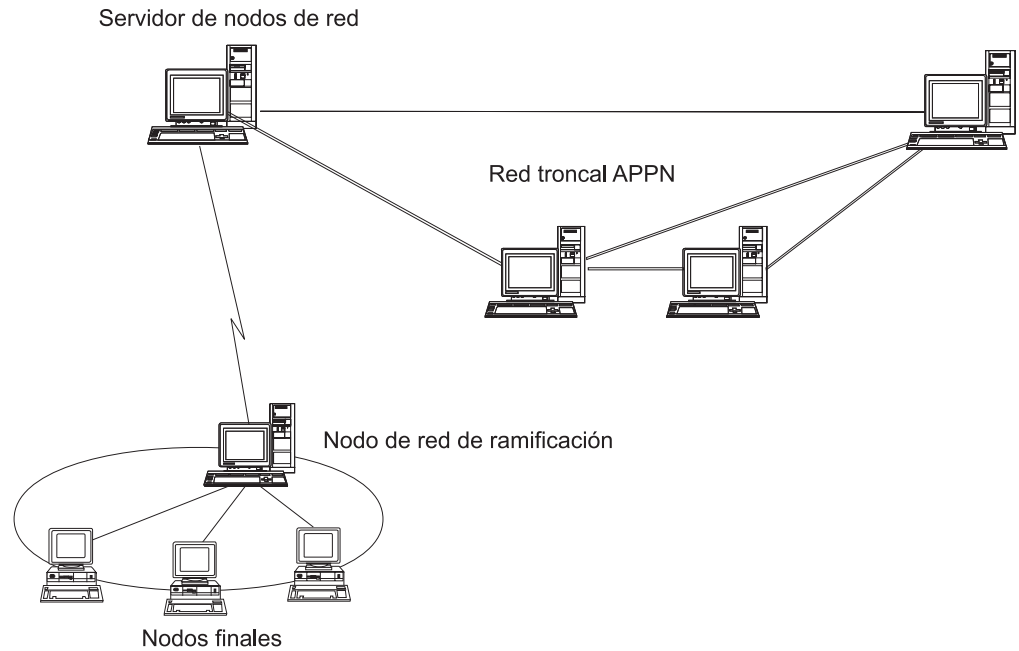 Servidor de nodos de red
Red troncal APPN
Nodo de red de ramificación
Nodos finales